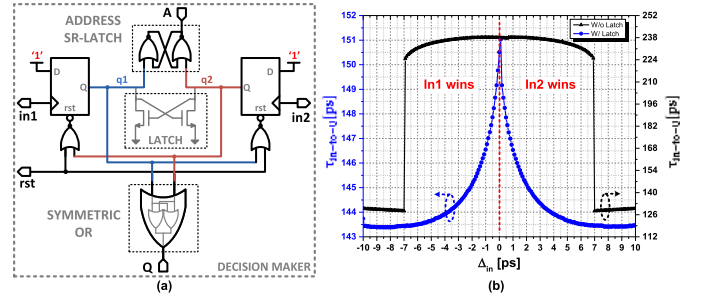 ADDRESS
SR-LATCH
A
'1'
'1'
D
D
Q
q1
q2
Q
in1
in2
rst
rst
LATCH
rst
SYMMETRIC
OR
Q
DECISION MAKER
(a)
152
151
150
149
148
147
146
145
144
143
252
238
224
210
196
182
168
154
140
126
112
W/o Latch
W/ Latch
In1 wins
In2 wins
τin-to-U [ps]
τin-to-U [ps]
-10 -9 -8 -7 -6 -5 -4 -3 -2 -1 0 1 2 3 4 5 6 7 8 9 10
Δin [ps]
(b)